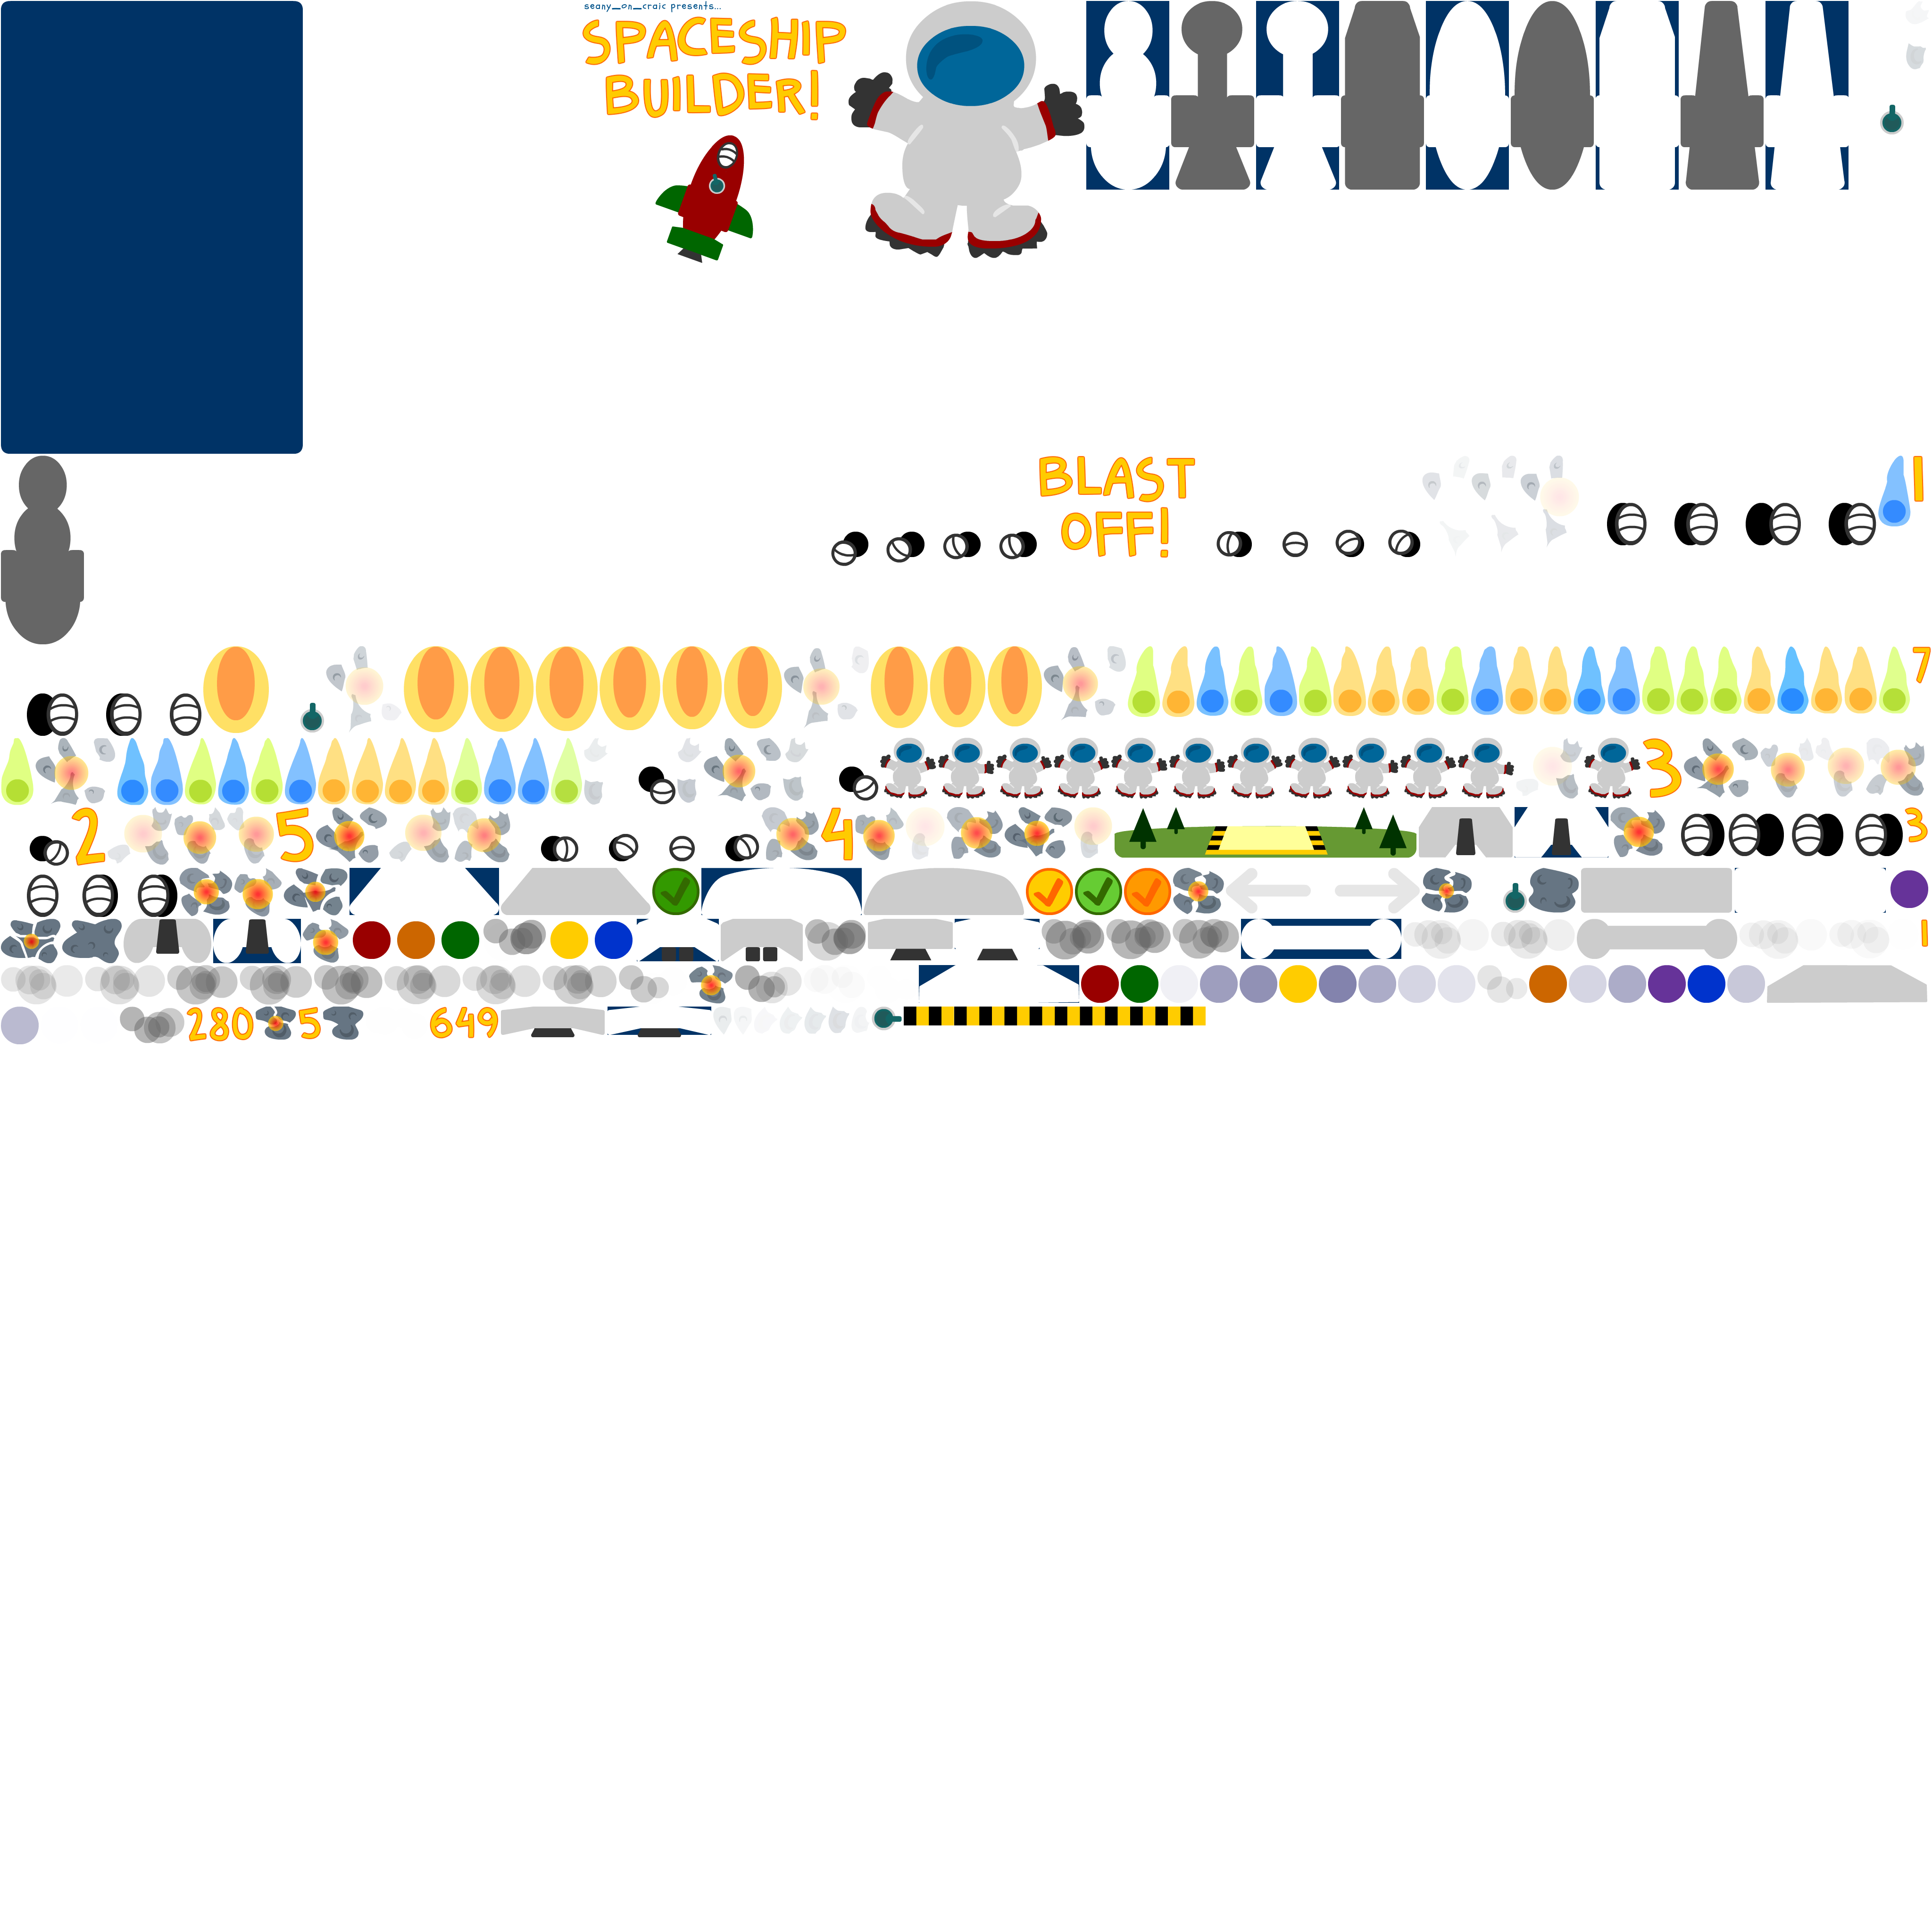 seany_on_craic presents...
SPACESHIP
BUILDER!
BLAST
OFF!
1
7
3
2
5
4
3
1
280
5
649